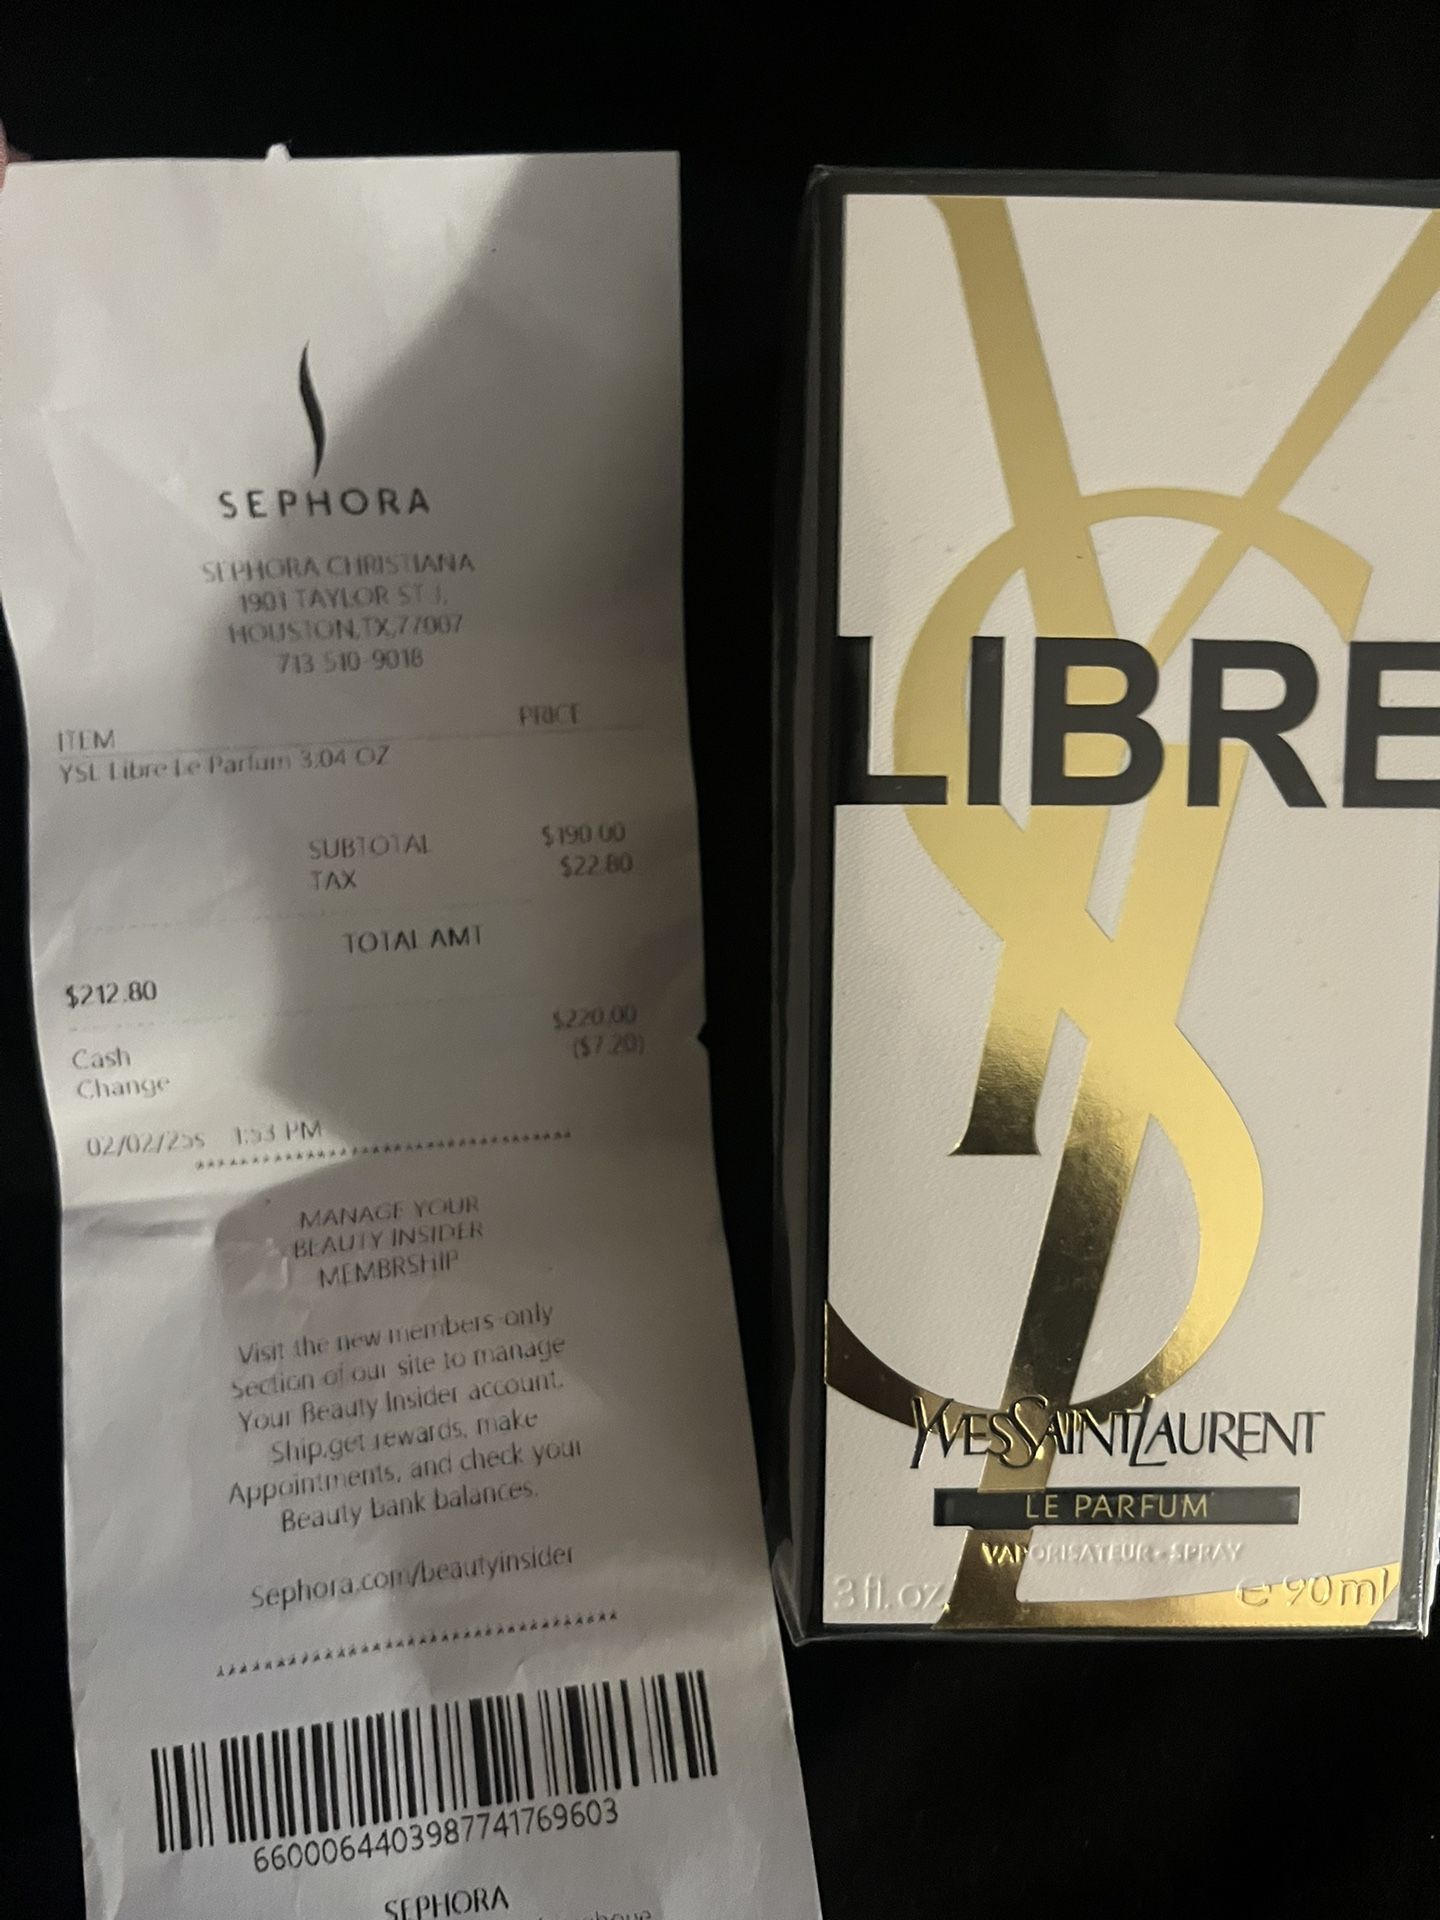 SEPHORA
SEPHORA CHRISTIANA
1901 TAYLOR ST J,
HOUSTON,TX,77007
713 510-9018
ITEM PRICE
YSL Libre Le Parfum 3.04 OZ
SUBTOTAL $190.00
TAX $22.80
TOTAL AMT
$212.80
$220.00
Cash ($7.20)
Change
02/02/25s 1:53 PM
************************************
MANAGE YOUR
BEAUTY INSIDER
MEMBRSHIP
Visit the new members-only
Section of our site to manage
Your Beauty Insider account.
Ship,get rewards, make
Appointments, and check your
Beauty bank balances.
Sephora.com/beautyinsider
************************************
6600064403987741769603
SEPHORA
LIBRE
YVESSAINTLAURENT
LE PARFUM
VAPORISATEUR-SPRAY
3 fl. oz. e 90ml